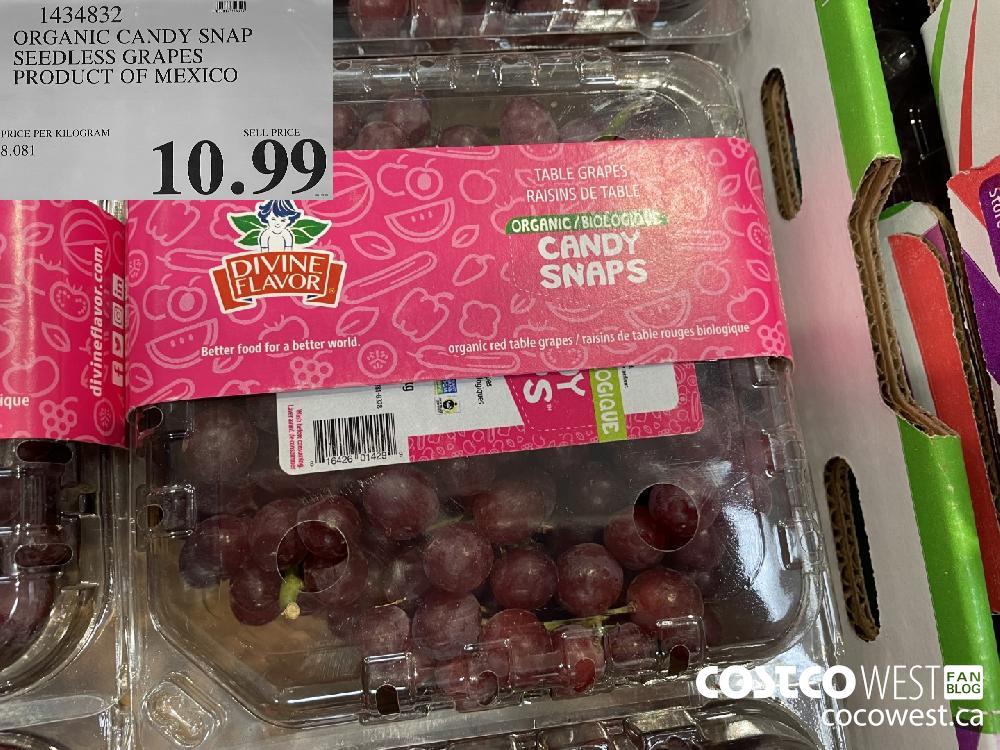 1434832
ORGANIC CANDY SNAP
SEEDLESS GRAPES
PRODUCT OF MEXICO
PRICE PER KILOGRAM
8.081
SELL PRICE
10.99
TABLE GRAPES
RAISINS DE TABLE
ORGANIC / BIOLOGIQUE
CANDY
SNAPS
DIVINE
FLAVOR
Better food for a better world.
organic red table grapes / raisins de table rouges biologique
divineflavor.com
ique
OGIQUE
16426 01428
COSTCO WEST FAN BLOG
cocowest.ca